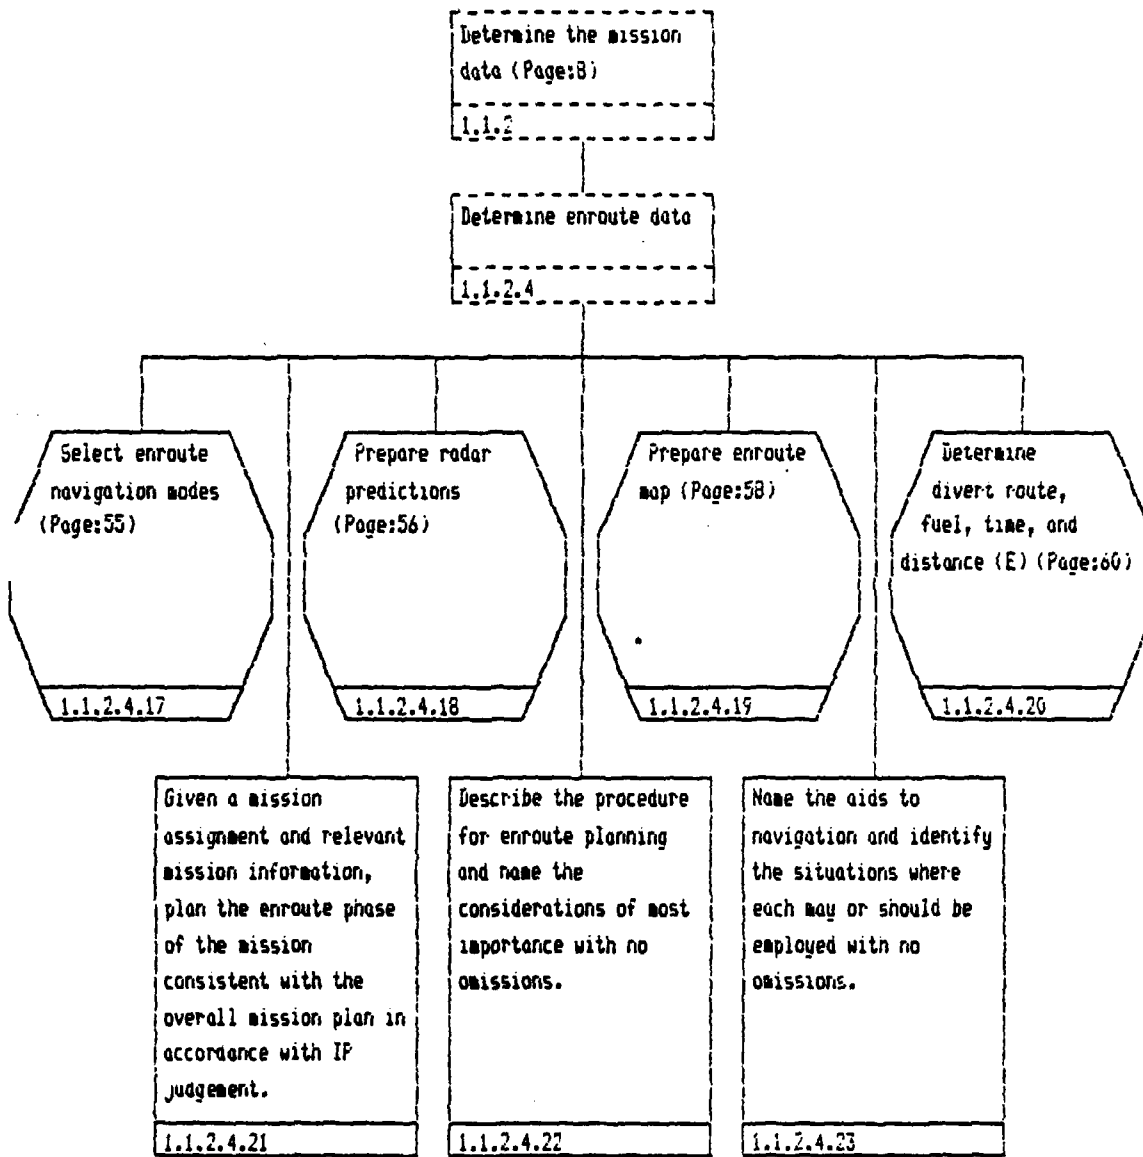 Determine the mission
data (Page:8)
1.1.2
Determine enroute data
1.1.2.4
Select enroute
navigation modes
(Page:55)
1.1.2.4.17
Prepare radar
predictions
(Page:56)
1.1.2.4.18
Prepare enroute
map (Page:58)
1.1.2.4.19
Determine
divert route,
fuel, time, and
distance (E) (Page:60)
1.1.2.4.20
Given a mission
assignment and relevant
mission information,
plan the enroute phase
of the mission
consistent with the
overall mission plan in
accordance with IP
judgement.
1.1.2.4.21
Describe the procedure
for enroute planning
and name the
considerations of most
importance with no
omissions.
1.1.2.4.22
Name the aids to
navigation and identify
the situations where
each may or should be
employed with no
omissions.
1.1.2.4.23